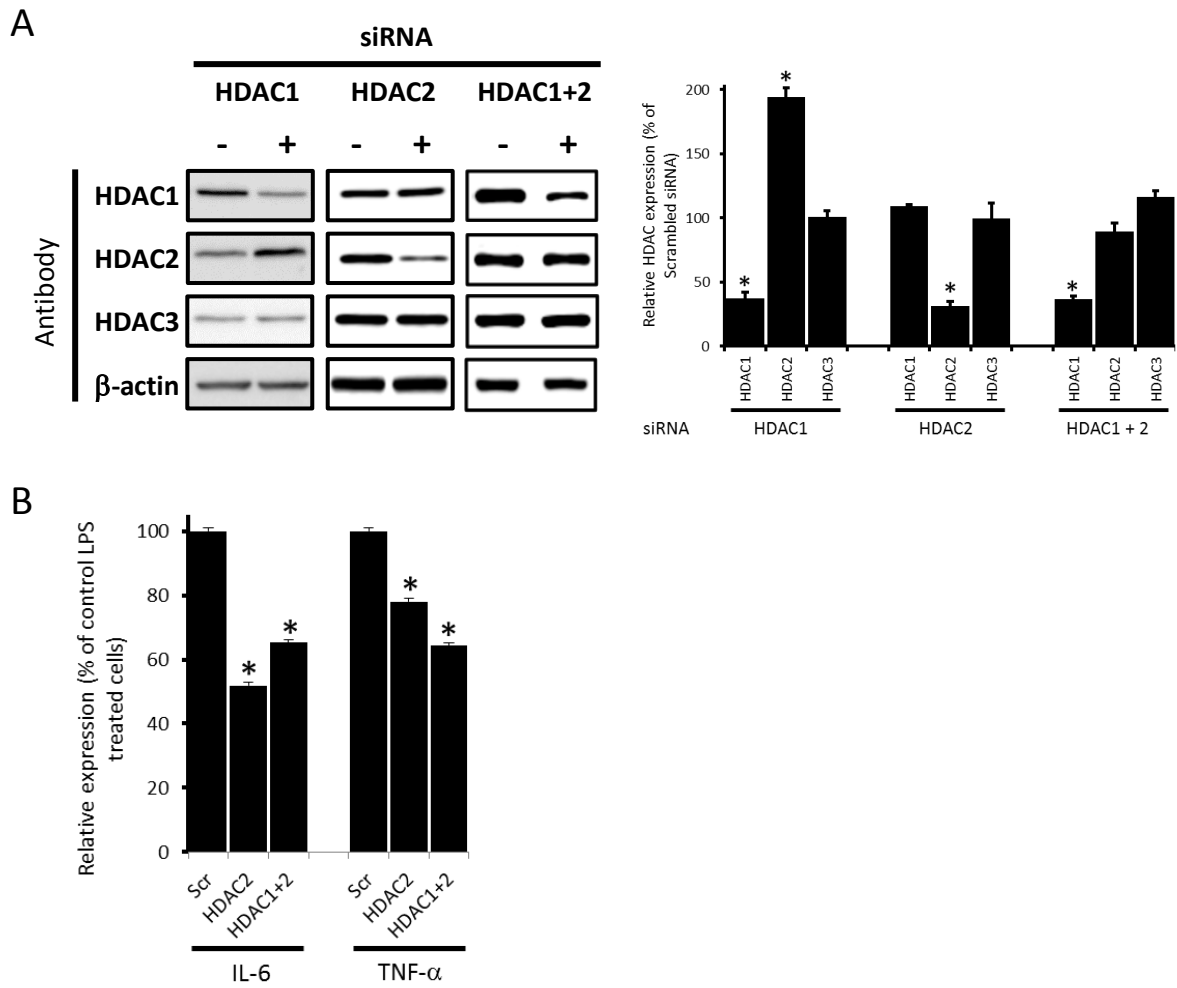 A
siRNA
HDAC1 HDAC2 HDAC1+2
- + - + - +
Antibody
HDAC1
HDAC2
HDAC3
β-actin
Relative HDAC expression (% of
Scrambled siRNA)
200
150
100
50
0
* * * *
HDAC1 HDAC2 HDAC3 HDAC1 HDAC2 HDAC3 HDAC1 HDAC2 HDAC3
siRNA HDAC1 HDAC2 HDAC1 + 2
B
Relative expression (% of control LPS
treated cells)
100
80
60
40
20
0
* * * *
Scr HDAC2 HDAC1+2 Scr HDAC2 HDAC1+2
IL-6 TNF-α